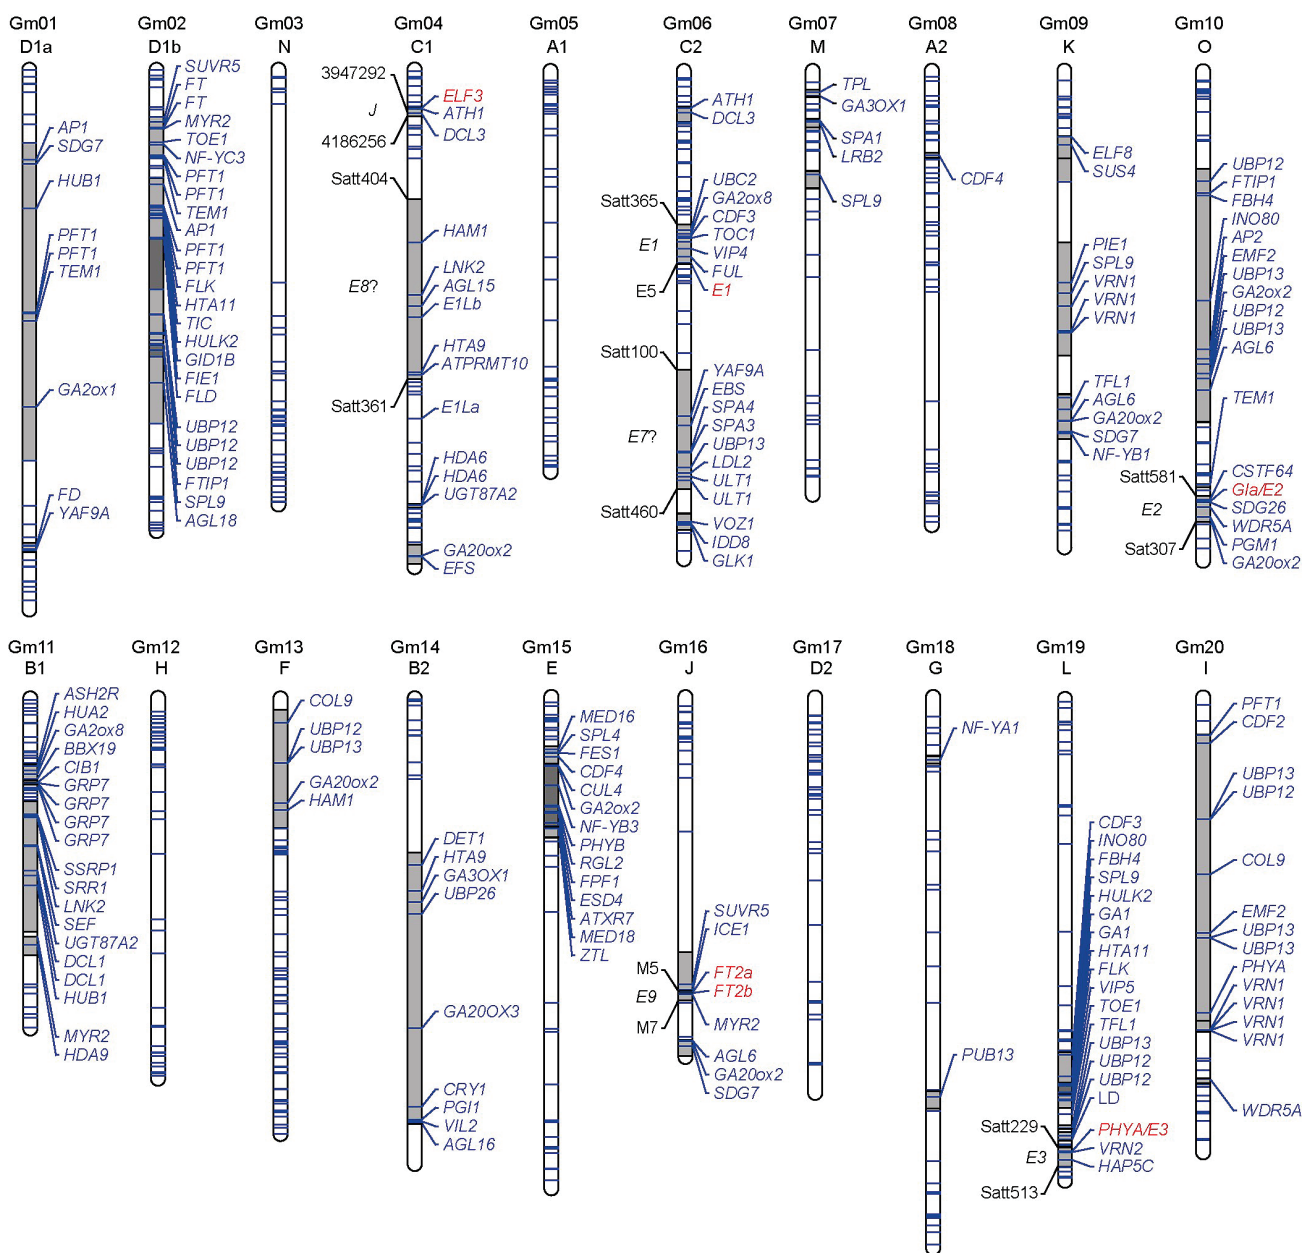 Gm01
D1a
AP1
SDG7
HUB1
PFT1
PFT1
TEM1
GA2ox1
FD
YAF9A
Gm02
D1b
SUVR5
FT
FT
MYR2
TOE1
NF-YC3
PFT1
PFT1
TEM1
AP1
PFT1
PFT1
FLK
HTA11
TIC
HULK2
GID1B
FIE1
FLD
UBP12
UBP12
UBP12
FTIP1
SPL9
AGL18
Gm03
N
Gm04
C1
3947292
J
4186256
Satt404
E8?
Satt361
ELF3
ATH1
DCL3
HAM1
LNK2
AGL15
E1Lb
HTA9
ATPRMT10
E1La
HDA6
HDA6
UGT87A2
GA20ox2
EFS
Gm05
A1
Gm06
C2
Satt365
E1
E5
Satt100
E7?
Satt460
ATH1
DCL3
UBC2
GA2ox8
CDF3
TOC1
VIP4
FUL
E1
YAF9A
EBS
SPA4
SPA3
UBP13
LDL2
ULT1
ULT1
VOZ1
IDD8
GLK1
Gm07
M
TPL
GA3OX1
SPA1
LRB2
SPL9
Gm08
A2
CDF4
Gm09
K
ELF8
SUS4
PIE1
SPL9
VRN1
VRN1
VRN1
TFL1
AGL6
GA20ox2
SDG7
NF-YB1
Gm10
O
Satt581
E2
Sat307
UBP12
FTIP1
FBH4
INO80
AP2
EMF2
UBP13
GA2ox2
UBP12
UBP13
AGL6
TEM1
CSTF64
GIa/E2
SDG26
WDR5A
PGM1
GA20ox2
Gm11
B1
ASH2R
HUA2
GA2ox8
BBX19
CIB1
GRP7
GRP7
GRP7
GRP7
SSRP1
SRR1
LNK2
SEF
UGT87A2
DCL1
DCL1
HUB1
MYR2
HDA9
Gm12
H
Gm13
F
COL9
UBP12
UBP13
GA20ox2
HAM1
Gm14
B2
DET1
HTA9
GA3OX1
UBP26
GA20OX3
CRY1
PGI1
VIL2
AGL16
Gm15
E
MED16
SPL4
FES1
CDF4
CUL4
GA2ox2
NF-YB3
PHYB
RGL2
FPF1
ESD4
ATXR7
MED18
ZTL
Gm16
J
M5
E9
M7
SUVR5
ICE1
FT2a
FT2b
MYR2
AGL6
GA20ox2
SDG7
Gm17
D2
Gm18
G
NF-YA1
PUB13
Gm19
L
Satt229
E3
Satt513
CDF3
INO80
FBH4
SPL9
HULK2
GA1
GA1
HTA11
FLK
VIP5
TOE1
TFL1
UBP13
UBP12
UBP12
LD
PHYA/E3
VRN2
HAP5C
Gm20
I
PFT1
CDF2
UBP13
UBP12
COL9
EMF2
UBP13
UBP13
PHYA
VRN1
VRN1
VRN1
VRN1
WDR5A